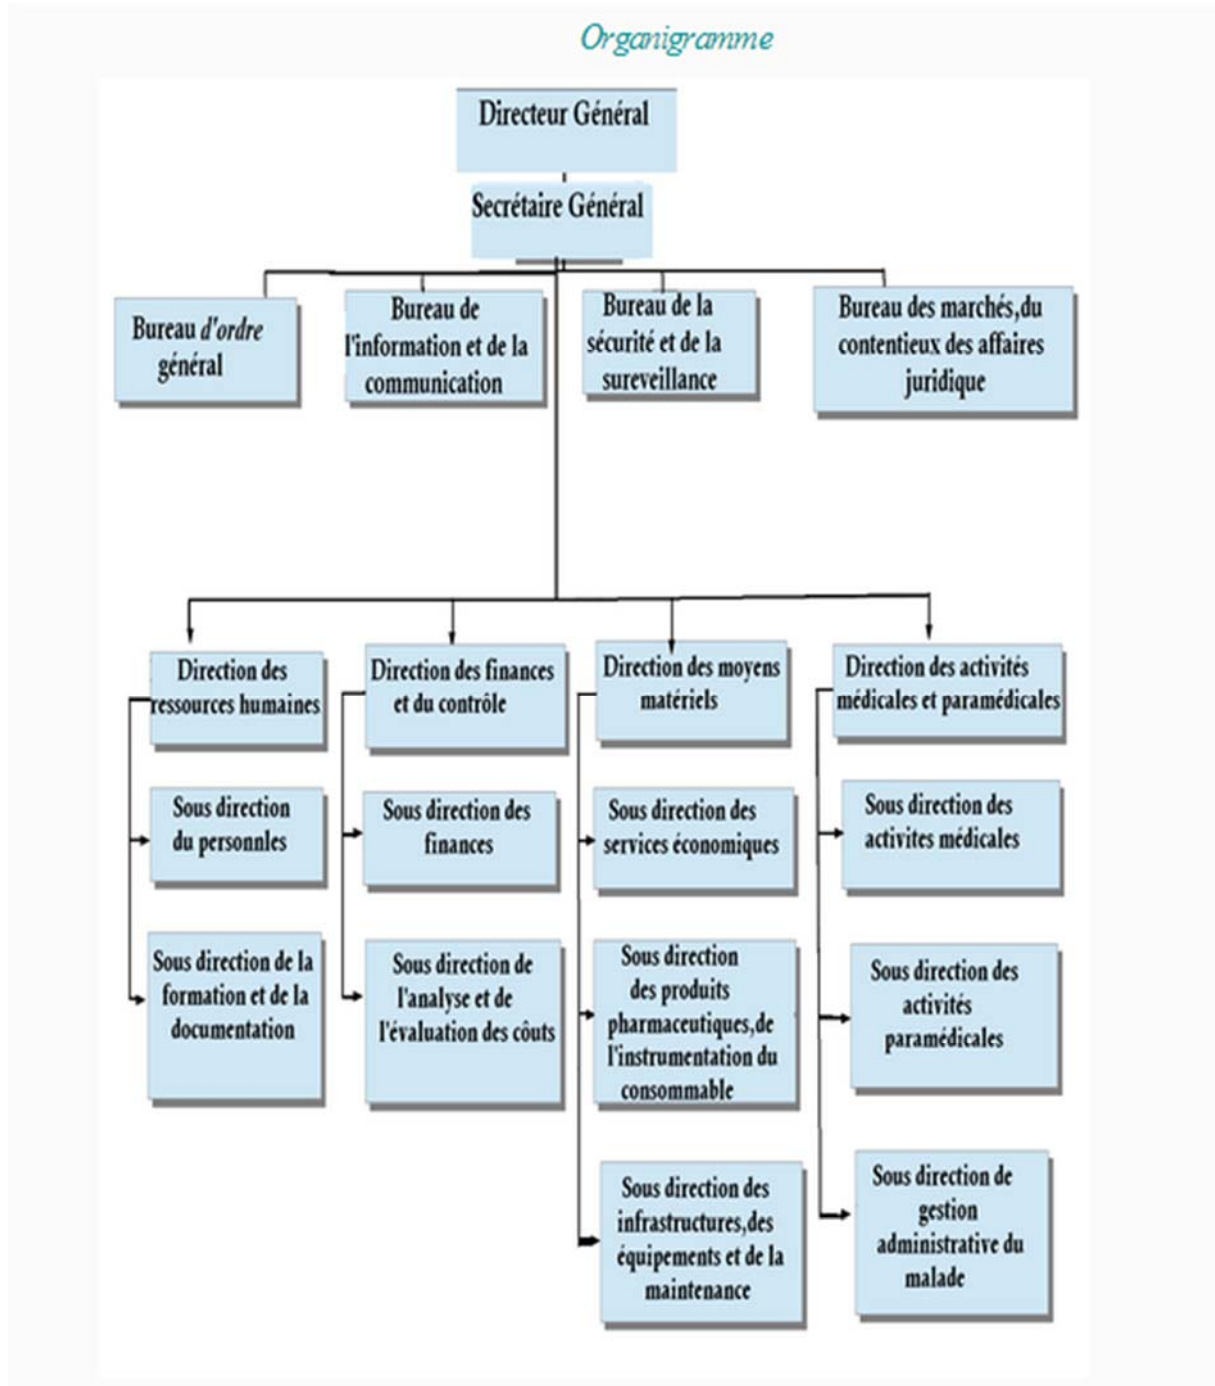 Organigramme
Directeur Général
Secrétaire Général
Bureau d'ordre
général
Bureau de
l'information et de la
communication
Bureau de la
sécurité et de la
sureveillance
Bureau des marchés,du
contentieux des affaires
juridique
Direction des
ressources humaines
Direction des finances
et du contrôle
Direction des moyens
matériels
Direction des activités
médicales et paramédicales
Sous direction
du personnles
Sous direction des
finances
Sous direction des
services économiques
Sous direction des
activites médicales
Sous direction de la
formation et de la
documentation
Sous direction de
l'analyse et de
l'évaluation des côuts
Sous direction
des produits
pharmaceutiques,de
l'instrumentation du
consommable
Sous direction des
activités
paramédicales
Sous direction des
infrastructures,des
équipements et de la
maintenance
Sous direction de
gestion
administrative du
malade